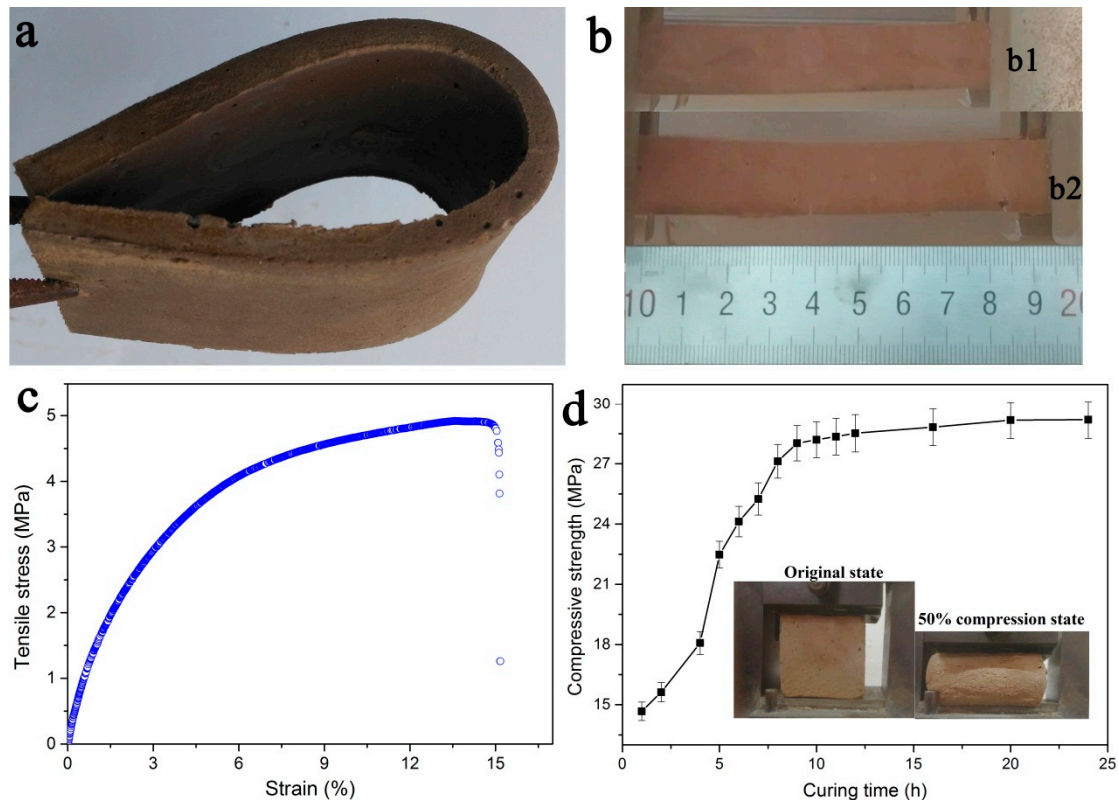 a
b
b1
b2
10 1 2 3 4 5 6 7 8 9 20
c
5
4
3
2
1
0
Tensile stress (MPa)
0 3 6 9 12 15
Strain (%)
d
30
27
24
21
18
15
Compressive strength (MPa)
Original state
50% compression state
0 5 10 15 20 25
Curing time (h)